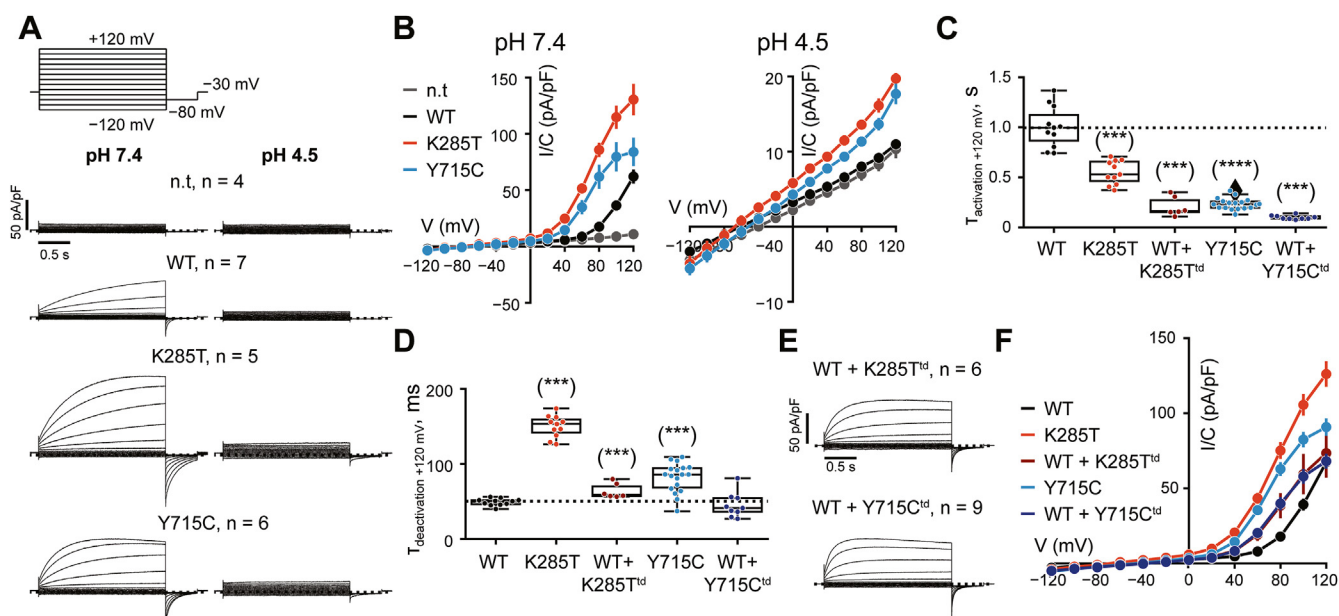 A
+120 mV
−30 mV
−80 mV
−120 mV
pH 7.4
pH 4.5
n.t, n = 4
50 pA/pF
0.5 s
WT, n = 7
K285T, n = 5
Y715C, n = 6
B
pH 7.4
n.t
WT
K285T
Y715C
I/C (pA/pF)
150
100
50
−50
V (mV)
−120 −80 −40 40 80 120
pH 4.5
I/C (pA/pF)
20
10
−10
V (mV)
−120 −80 40 80 120
C
τactivation +120 mV, s
1.5
1.0
0.5
0
(***)
(***)
(****)
(***)
WT K285T WT+ Y715C WT+
K285Ttd Y715Ctd
D
τdeactivation +120 mV, ms
200
100
0
(***)
(***)
(***)
WT K285T WT+ Y715C WT+
K285Ttd Y715Ctd
E
WT + K285Ttd, n = 6
50 pA/pF
0.5 s
WT + Y715Ctd, n = 9
F
WT
K285T
WT + K285Ttd
Y715C
WT + Y715Ctd
I/C (pA/pF)
150
100
50
V (mV)
−120 −80 −40 0 40 80 120